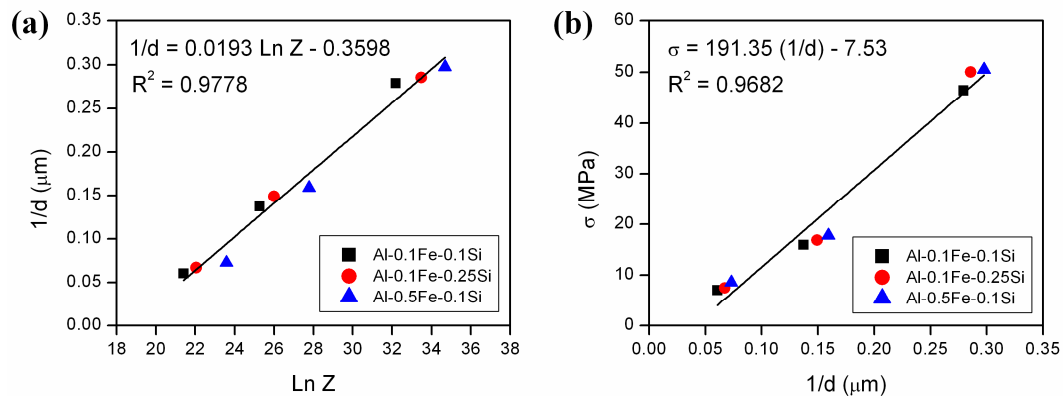 (a)
1/d = 0.0193 Ln Z - 0.3598
R² = 0.9778
0.35
0.30
0.25
0.20
0.15
0.10
0.05
0.00
1/d (μm)
Al-0.1Fe-0.1Si
Al-0.1Fe-0.25Si
Al-0.5Fe-0.1Si
18 20 22 24 26 28 30 32 34 36 38
Ln Z
(b)
σ = 191.35 (1/d) - 7.53
R² = 0.9682
60
50
40
30
20
10
0
σ (MPa)
Al-0.1Fe-0.1Si
Al-0.1Fe-0.25Si
Al-0.5Fe-0.1Si
0.00 0.05 0.10 0.15 0.20 0.25 0.30 0.35
1/d (μm)